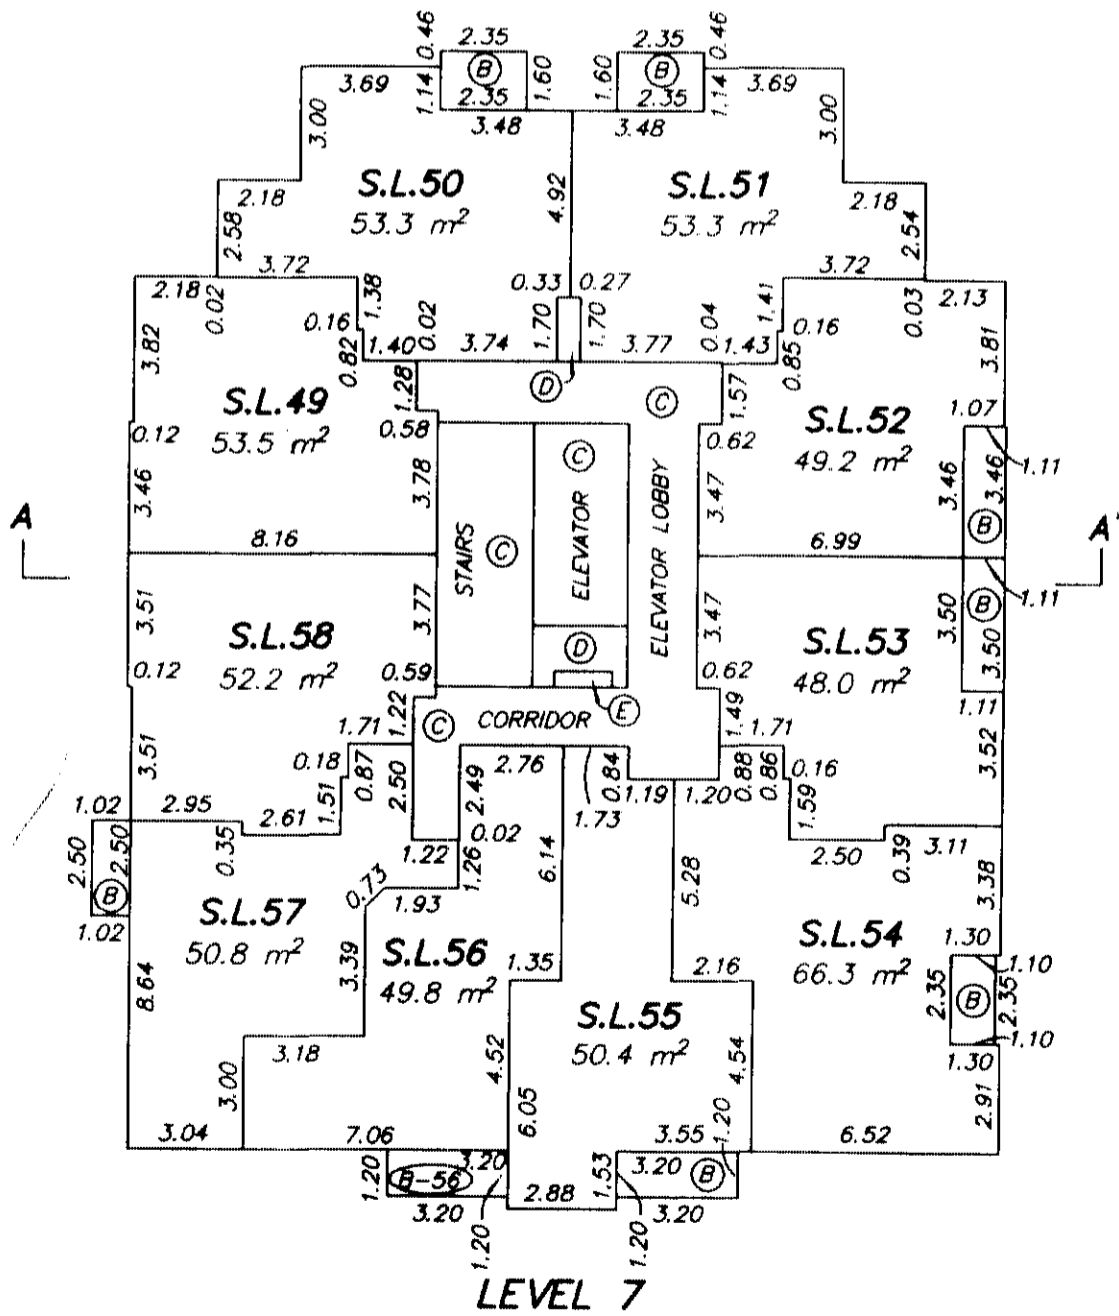 0.46 2.35 2.35 0.46
B B
3.69 1.14 2.35 1.60 1.60 2.35 1.14 3.69
3.00 3.48 3.48 3.00
S.L.50 S.L.51
53.3 m² 53.3 m²
2.18 4.92 2.18
2.58 2.54
3.72 3.72
2.18 0.02 1.38 0.33 0.27 1.41 0.03 2.13
3.82 0.16 0.02 1.70 1.70 0.04 0.16 3.81
0.82 1.40 3.74 3.77 1.43 0.85
D C
1.28 1.57
S.L.49 S.L.52
53.5 m² 49.2 m²
1.07
1.11
0.12 0.58 0.62
3.46 3.78 C 3.47 3.46 3.46
B
A A'
8.16 STAIRS C ELEVATOR ELEVATOR LOBBY 6.99
1.11
3.51 3.77 3.47 3.50 B 3.50
S.L.58 S.L.53
52.2 m² 48.0 m²
D
0.12 0.59 0.62
E
1.11
CORRIDOR
C
1.22 1.49
3.51 1.71 1.71 3.52
0.18 0.87 2.50 2.49 2.76 0.84 0.88 0.86 0.16
1.51 1.19 1.20 1.59
1.73
1.02 2.95 2.61 0.02 2.50 3.11
2.50 2.50 0.35 1.22 1.26 6.14 5.28 0.39 3.38
B
1.02
0.73 1.93
S.L.57 S.L.56 S.L.54
50.8 m² 49.8 m² 66.3 m²
1.30
1.10
8.64 3.39 1.35 2.16 2.35 B 2.35
S.L.55
50.4 m²
1.10
1.30
3.18
3.00 4.52 4.54 2.91
6.05
3.04 7.06 3.55 1.20 6.52
1.20 3.20 3.20 B
B-56
2.88 1.53
3.20 1.20 1.20 3.20
LEVEL 7